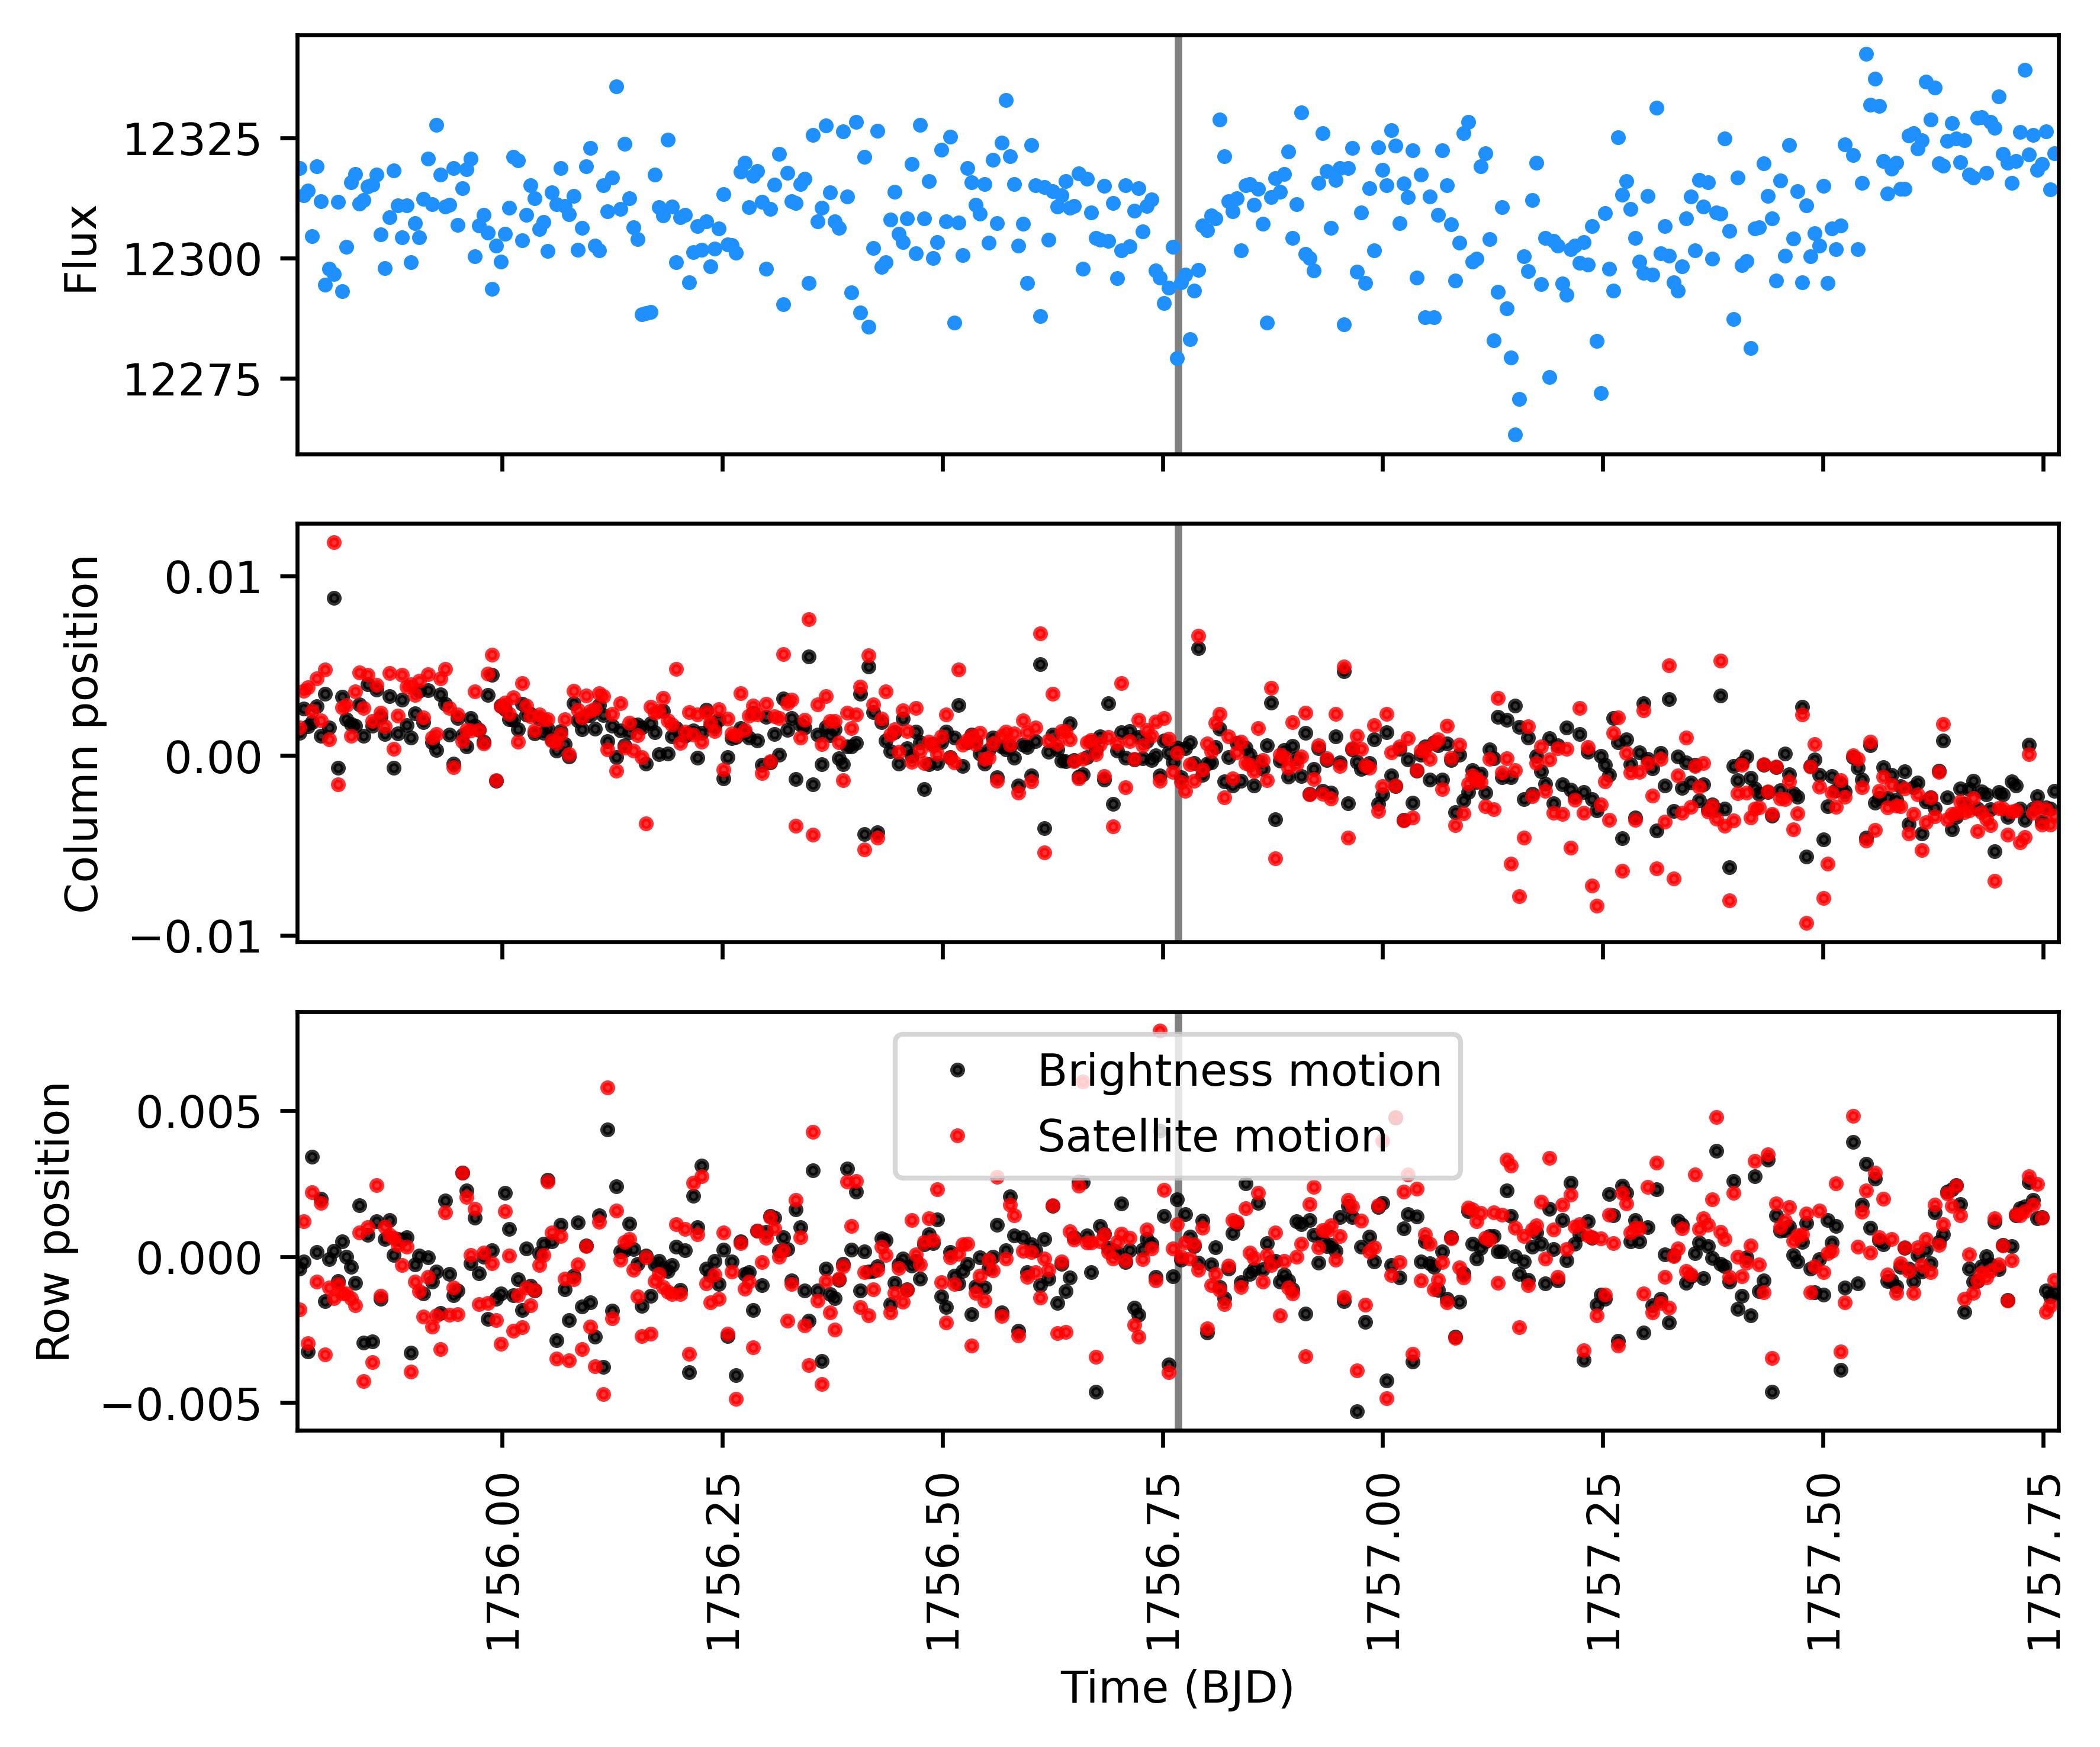 12325
12300
12275
Flux
0.01
0.00
−0.01
Column position
Brightness motion
Satellite motion
0.005
0.000
−0.005
Row position
1756.00
1756.25
1756.50
1756.75
1757.00
1757.25
1757.50
1757.75
Time (BJD)